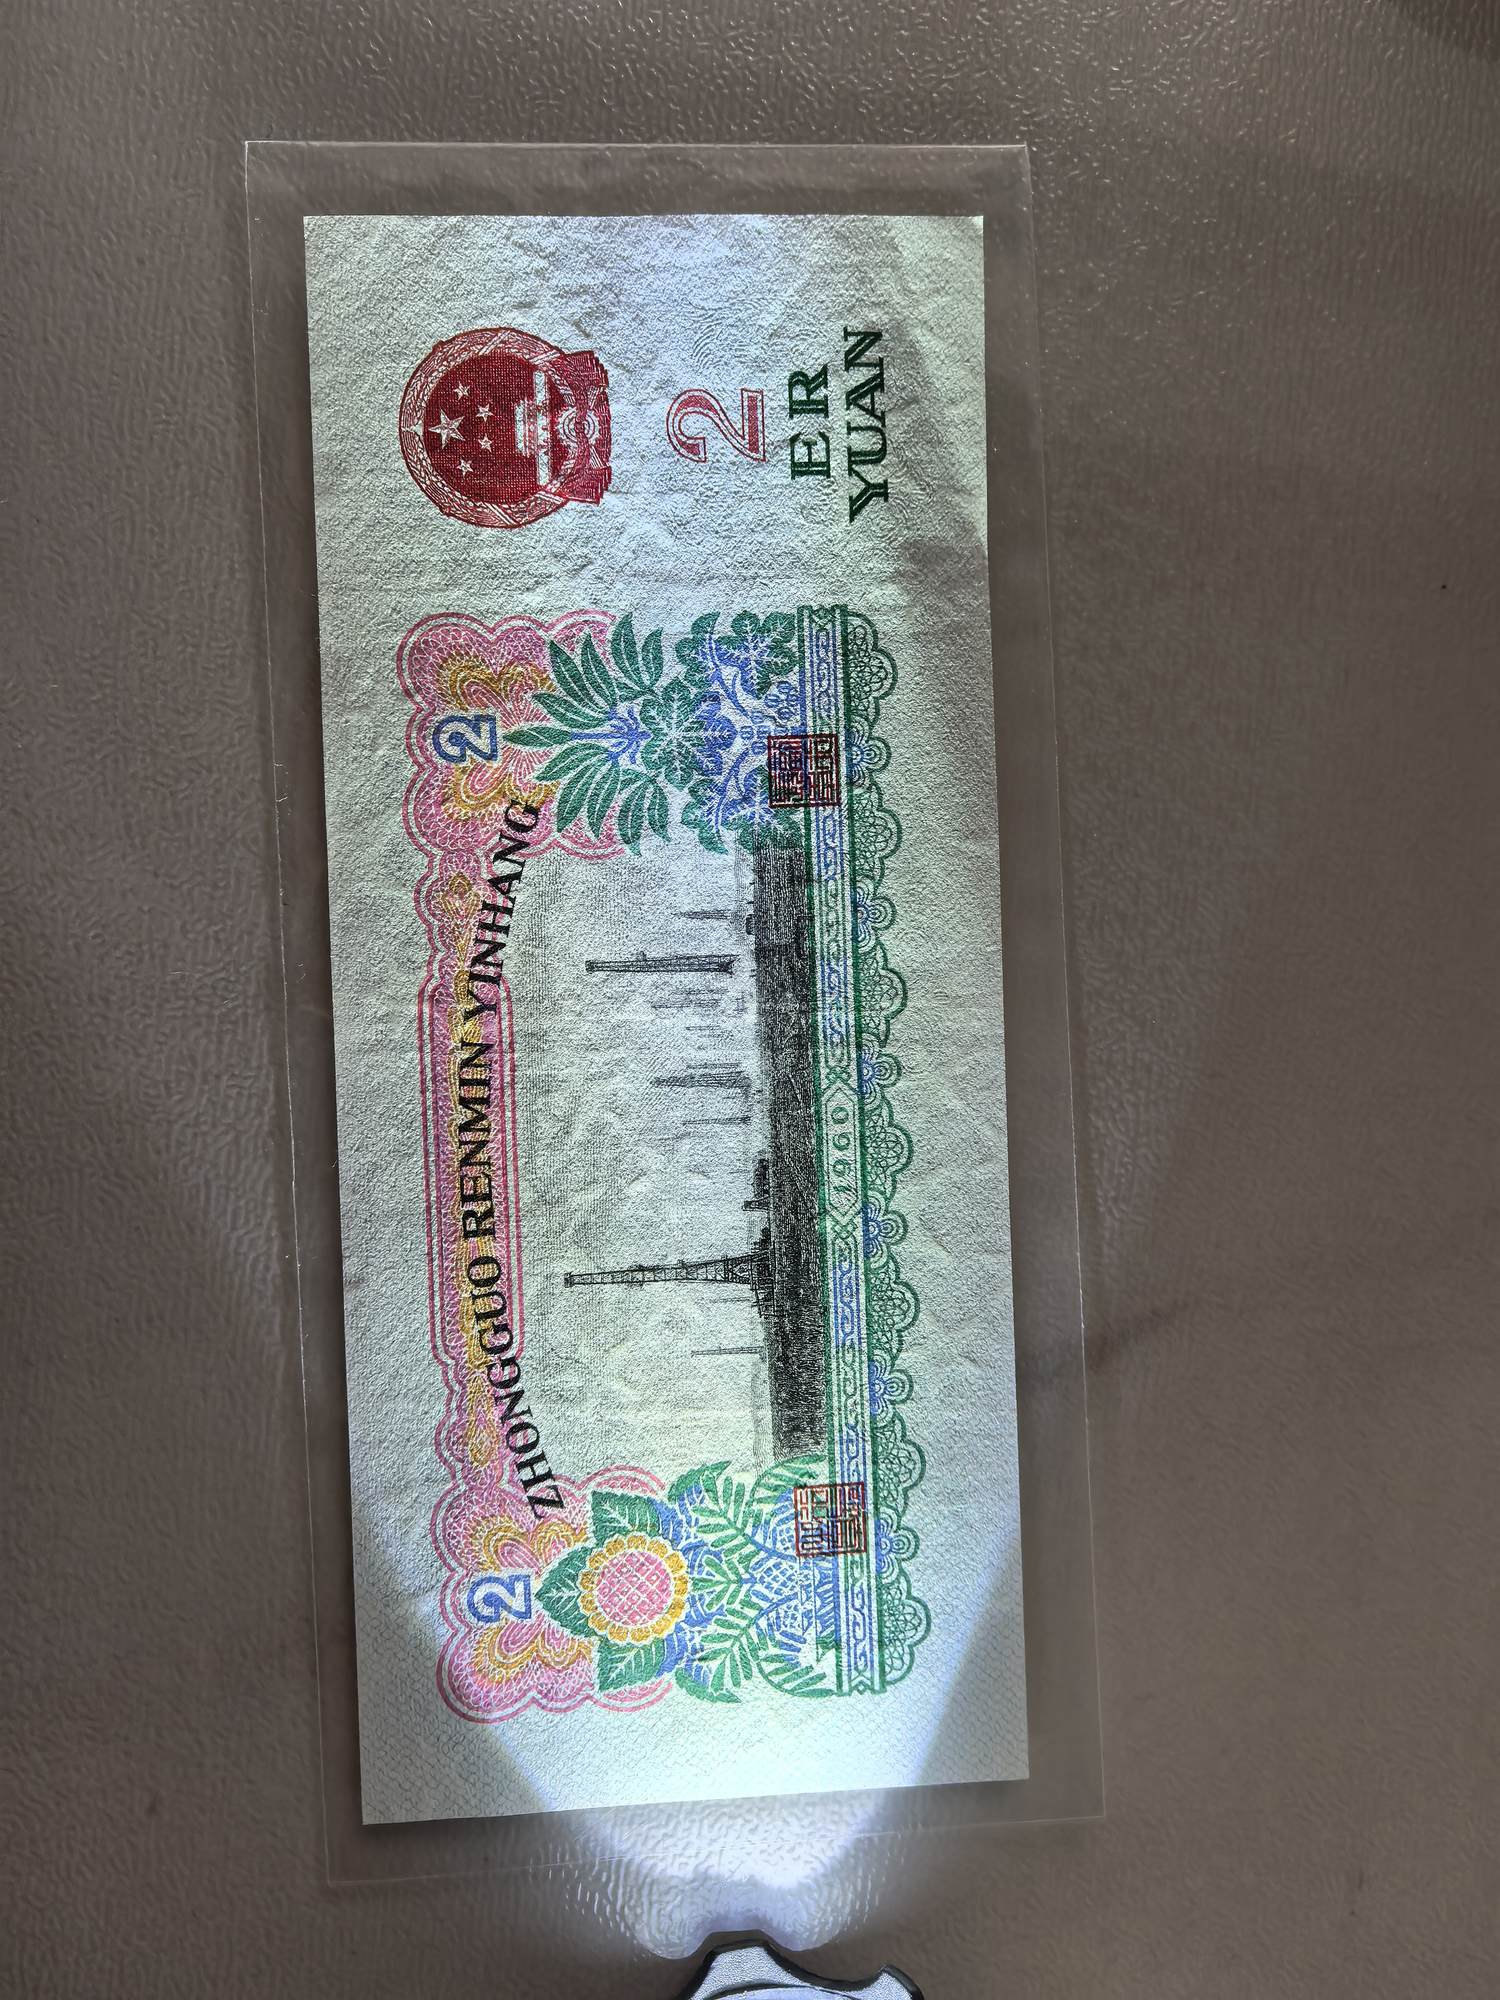 ZHONGGUO RENMIN YINHANG
2
2
2
ER
YUAN
1960